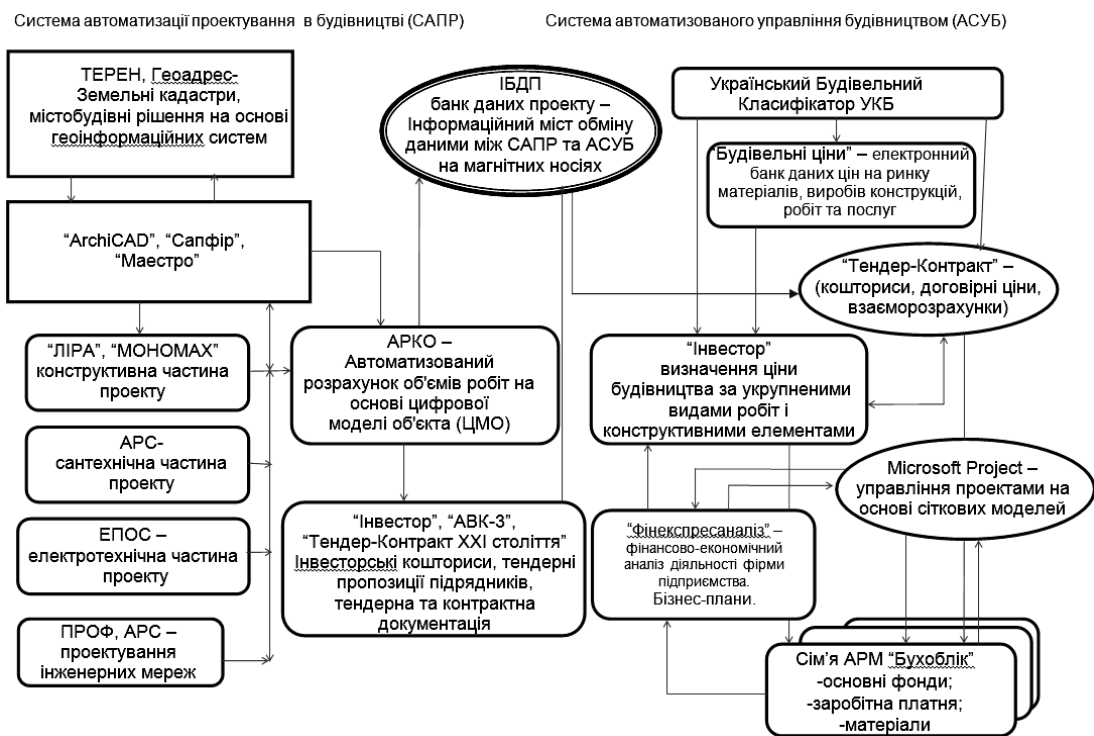 Система автоматизації проектування в будівництві (САПР)
Система автоматизованого управління будівництвом (АСУБ)
ТЕРЕН, Геоадрес-
Земельні кадастри,
містобудівні рішення на основі
геоінформаційних систем
ІБДП
банк даних проекту –
Інформаційний міст обміну
даними між САПР та АСУБ
на магнітних носіях
Український Будівельний
Класифікатор УКБ
"Будівельні ціни" – електронний
банк даних цін на ринку
матеріалів, виробів конструкцій,
робіт та послуг
"ArchiCAD", "Сапфір",
"Маестро"
"Тендер-Контракт" –
(кошториси, договірні ціни,
взаєморозрахунки)
"ЛІРА", "МОНОМАХ"
конструктивна частина
проекту
АРКО –
Автоматизований
розрахунок об'ємів робіт на
основі цифрової
моделі об'єкта (ЦМО)
"Інвестор"
визначення ціни
будівництва за укрупненими
видами робіт і
конструктивними елементами
АРС-
сантехнічна частина
проекту
Microsoft Project –
управління проектами на
основі сіткових моделей
ЕПОС –
електротехнічна частина
проекту
"Інвестор", "АВК-3",
"Тендер-Контракт ХХІ століття"
Інвесторські кошториси, тендерні
пропозиції підрядників,
тендерна та контрактна
документація
"Фінекспресаналіз" –
фінансово-економічний
аналіз діяльності фірми
підприємства.
Бізнес-плани.
ПРОФ, АРС –
проектування
інженерних мереж
Сім'я АРМ "Бухоблік"
-основні фонди;
-заробітна платня;
-матеріали